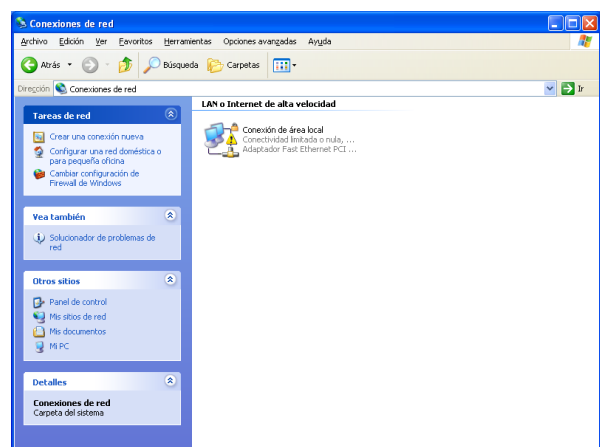 Conexiones de red
Archivo Edición Ver Favoritos Herramientas Opciones avanzadas Ayuda
Atrás Búsqueda Carpetas
Dirección Conexiones de red Ir
Tareas de red
Crear una conexión nueva
Configurar una red doméstica o
para pequeña oficina
Cambiar configuración de
Firewall de Windows
Vea también
Solucionador de problemas de
red
Otros sitios
Panel de control
Mis sitios de red
Mis documentos
Mi PC
Detalles
Conexiones de red
Carpeta del sistema
LAN o Internet de alta velocidad
Conexión de área local
Conectividad limitada o nula, ...
Adaptador Fast Ethernet PCI ...